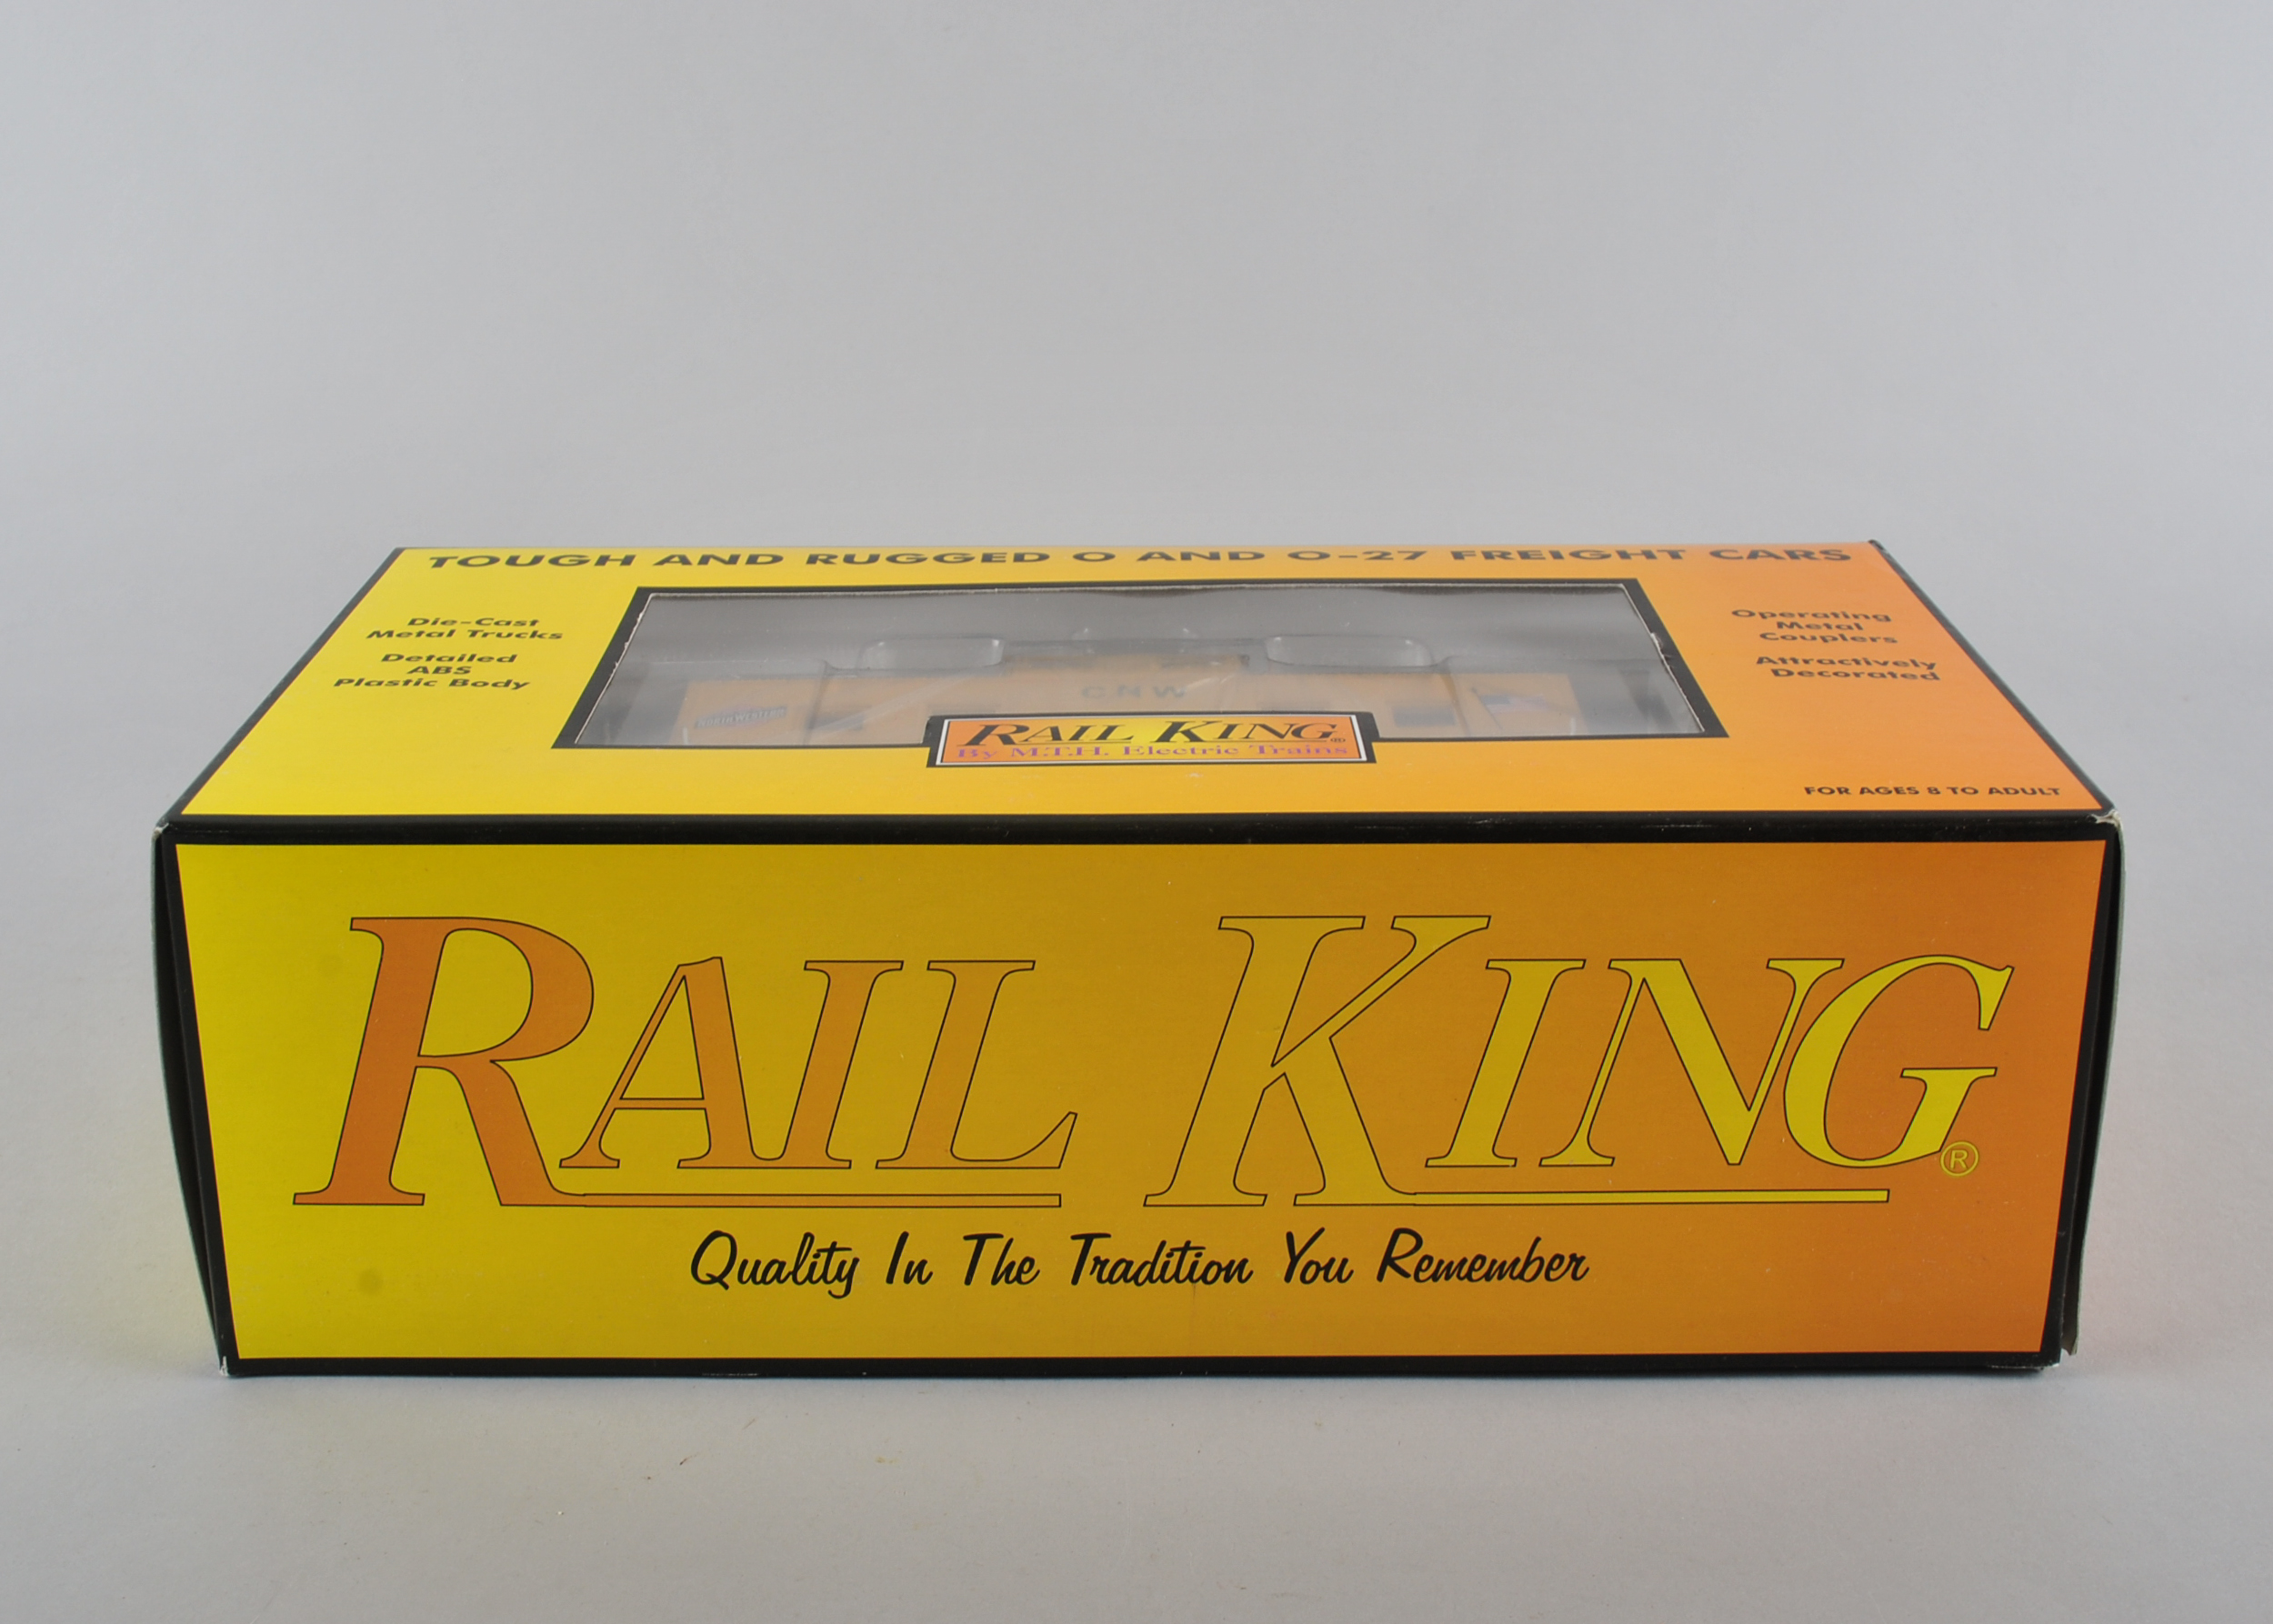 TOUGH AND RUGGED O AND O-27 FREIGHT CARS
Die-Cast
Metal Trucks
Detailed
ABS
Plastic Body
Operating
Metal
Couplers
Attractively
Decorated
CNW
NORTH WESTERN
RAIL KING®
By M.T.H. Electric Trains
FOR AGES 8 TO ADULT
RAIL KING®
Quality In The Tradition You Remember